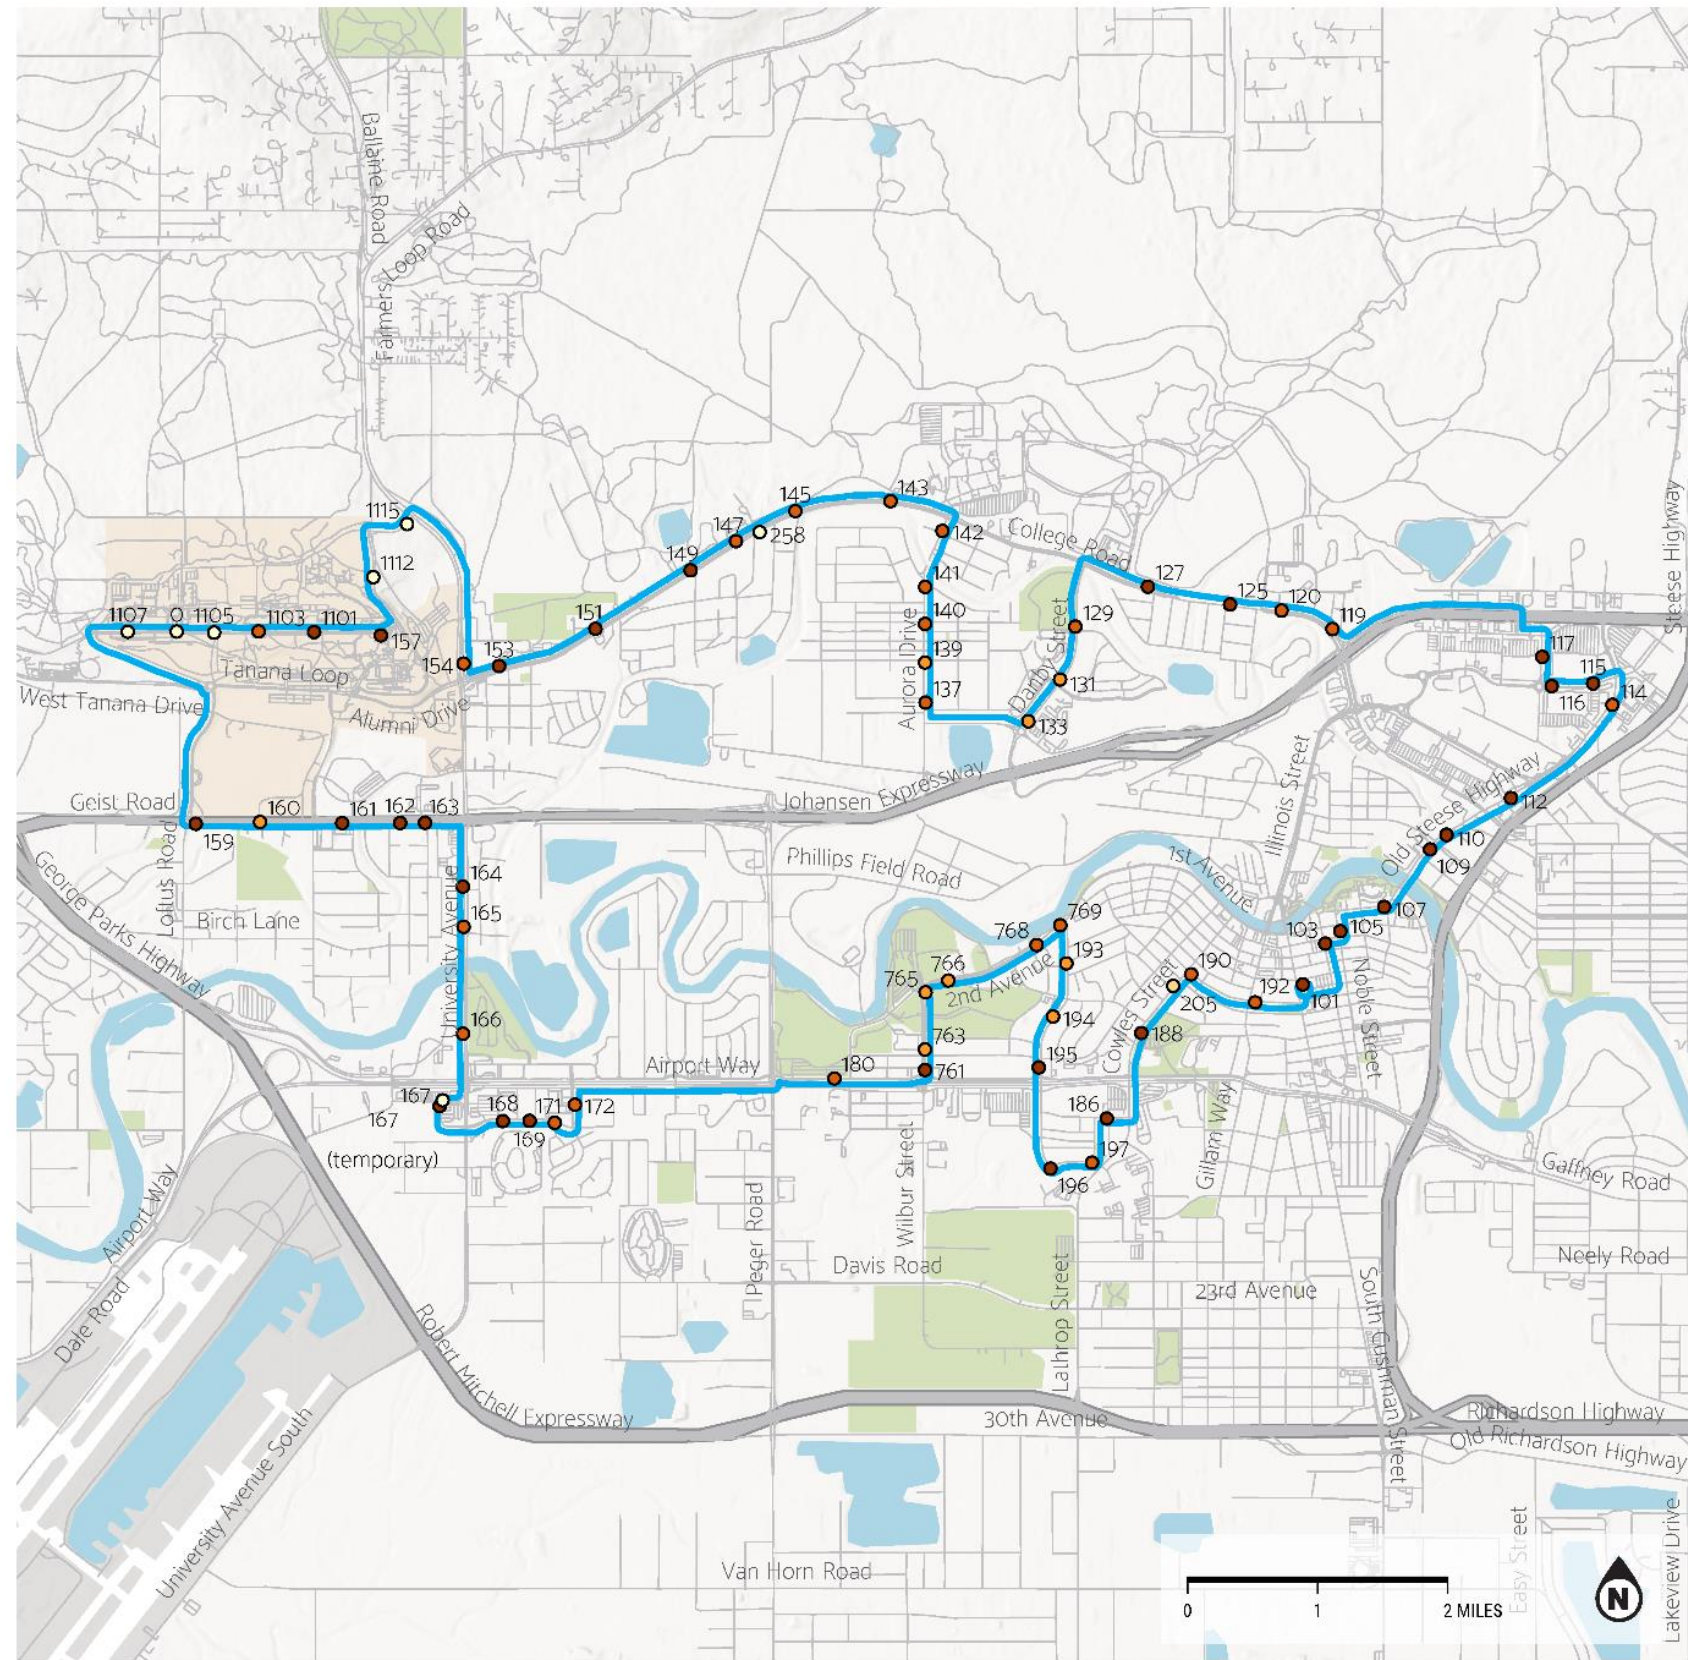 Ballaine Road
Farmers Loop Road
Steese Highway
1115
145
143
147
258
142
College Road
149
1112
127
141
125
120
119
1107
0
1105
1103
1101
151
140
129
Aurora Drive
Danby Street
157
117
Tanana Loop
154
153
139
115
131
137
116
114
West Tanana Drive
Alumni Drive
133
Geist Road
160
161
162
163
Johansen Expressway
Illinois Street
Old Steese Highway
112
159
110
109
Loftus Road
George Parks Highway
Phillips Field Road
1st Avenue
164
University Avenue
165
Birch Lane
107
769
768
193
103
105
765
766
2nd Avenue
190
205
192
101
Cowles Street
Noble Street
166
194
188
763
195
Airport Way
180
761
167
167
(temporary)
168
171
172
169
186
197
196
Gillam Way
Wilbur Street
Gaffney Road
Airport Way
Peger Road
Davis Road
Neely Road
Dale Road
23rd Avenue
Lathrop Street
South Cushman Street
Robert Mitchell Expressway
30th Avenue
Richardson Highway
Old Richardson Highway
University Avenue South
Van Horn Road
Easy Street
Lakeview Drive
0 1 2 MILES
N